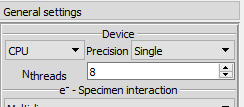 General settings
Device
CPU Precision Single
Nthreads 8
e⁻ - Specimen interaction